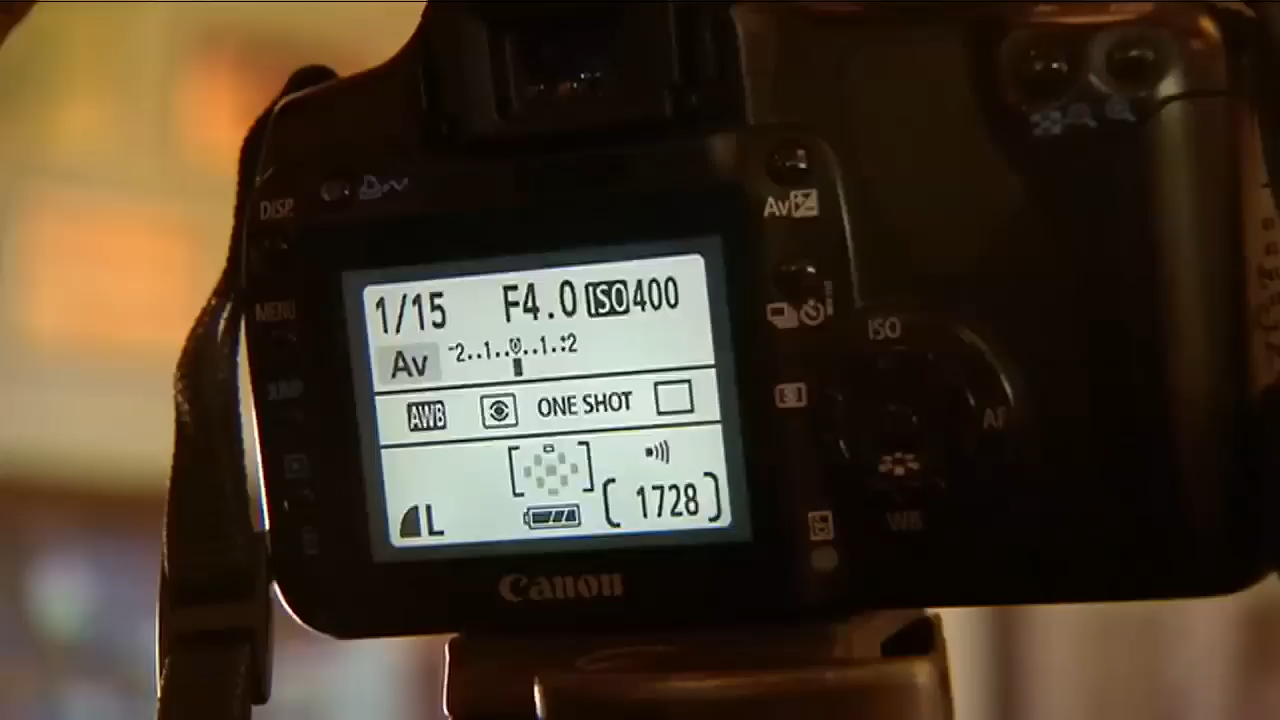 DISP.
Av
MENU
1/15 F4.0 ISO 400
Av -2..1..0..1.:2
ISO
AWB ONE SHOT
AF
L [1728]
WB
Canon